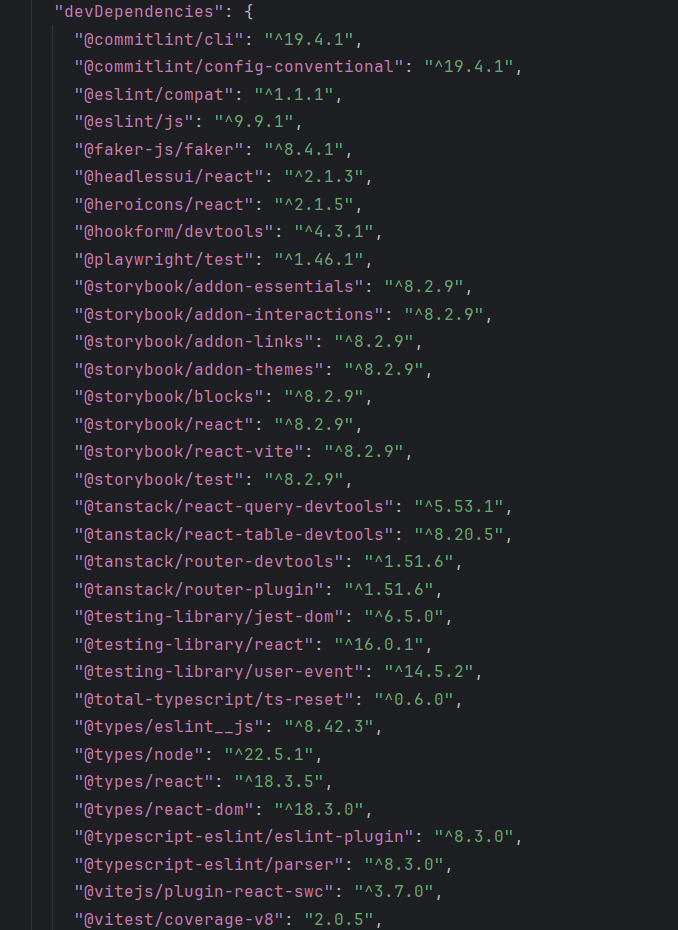 "devDependencies": {
"@commitlint/cli": "^19.4.1",
"@commitlint/config-conventional": "^19.4.1",
"@eslint/compat": "^1.1.1",
"@eslint/js": "^9.9.1",
"@faker-js/faker": "^8.4.1",
"@headlessui/react": "^2.1.3",
"@heroicons/react": "^2.1.5",
"@hookform/devtools": "^4.3.1",
"@playwright/test": "^1.46.1",
"@storybook/addon-essentials": "^8.2.9",
"@storybook/addon-interactions": "^8.2.9",
"@storybook/addon-links": "^8.2.9",
"@storybook/addon-themes": "^8.2.9",
"@storybook/blocks": "^8.2.9",
"@storybook/react": "^8.2.9",
"@storybook/react-vite": "^8.2.9",
"@storybook/test": "^8.2.9",
"@tanstack/react-query-devtools": "^5.53.1",
"@tanstack/react-table-devtools": "^8.20.5",
"@tanstack/router-devtools": "^1.51.6",
"@tanstack/router-plugin": "^1.51.6",
"@testing-library/jest-dom": "^6.5.0",
"@testing-library/react": "^16.0.1",
"@testing-library/user-event": "^14.5.2",
"@total-typescript/ts-reset": "^0.6.0",
"@types/eslint__js": "^8.42.3",
"@types/node": "^22.5.1",
"@types/react": "^18.3.5",
"@types/react-dom": "^18.3.0",
"@typescript-eslint/eslint-plugin": "^8.3.0",
"@typescript-eslint/parser": "^8.3.0",
"@vitejs/plugin-react-swc": "^3.7.0",
"@vitest/coverage-v8": "2.0.5",